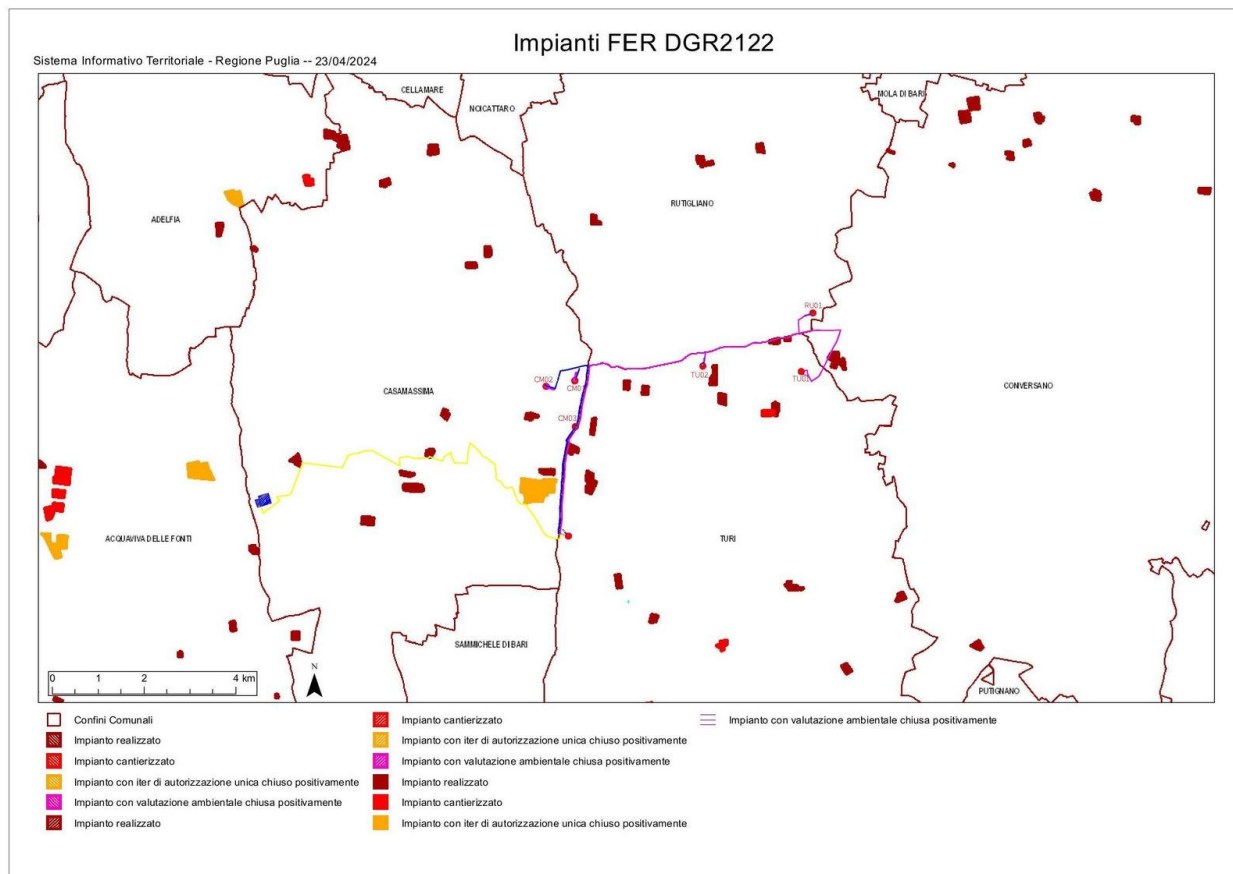 Impianti FER DGR2122
Sistema Informativo Territoriale - Regione Puglia -- 23/04/2024
CELLAMARE
NOICATTARO
MOLA DI BARI
ADELFIA
RUTIGLIANO
RU01
CM02
CM01
TU02
TU01
CASAMASSIMA
CONVERSANO
CM03
ACQUAVIVA DELLE FONTI
TURI
SAMMICHELE DI BARI
PUTIGNANO
0 1 2 4 km
N
Confini Comunali
Impianto realizzato
Impianto cantierizzato
Impianto con iter di autorizzazione unica chiuso positivamente
Impianto con valutazione ambientale chiusa positivamente
Impianto realizzato
Impianto cantierizzato
Impianto con iter di autorizzazione unica chiuso positivamente
Impianto con valutazione ambientale chiusa positivamente
Impianto realizzato
Impianto cantierizzato
Impianto con iter di autorizzazione unica chiuso positivamente
Impianto con valutazione ambientale chiusa positivamente